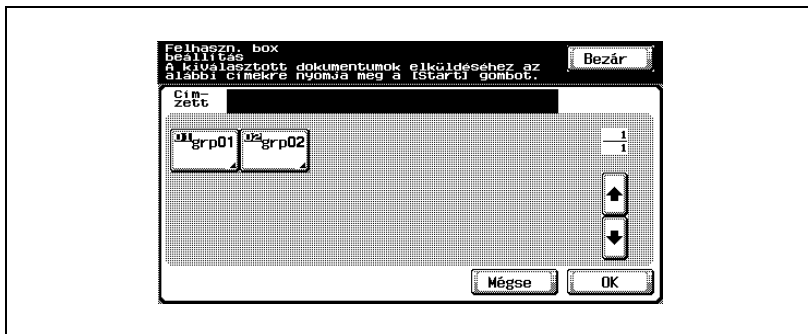 Felhaszn. box
beállítás
A kiválasztott dokumentumok elküldéséhez az
alábbi címekre nyomja meg a [Start] gombot.
Bezár
Cím-
zett
01 grp01 02 grp02
1
1
Mégse OK